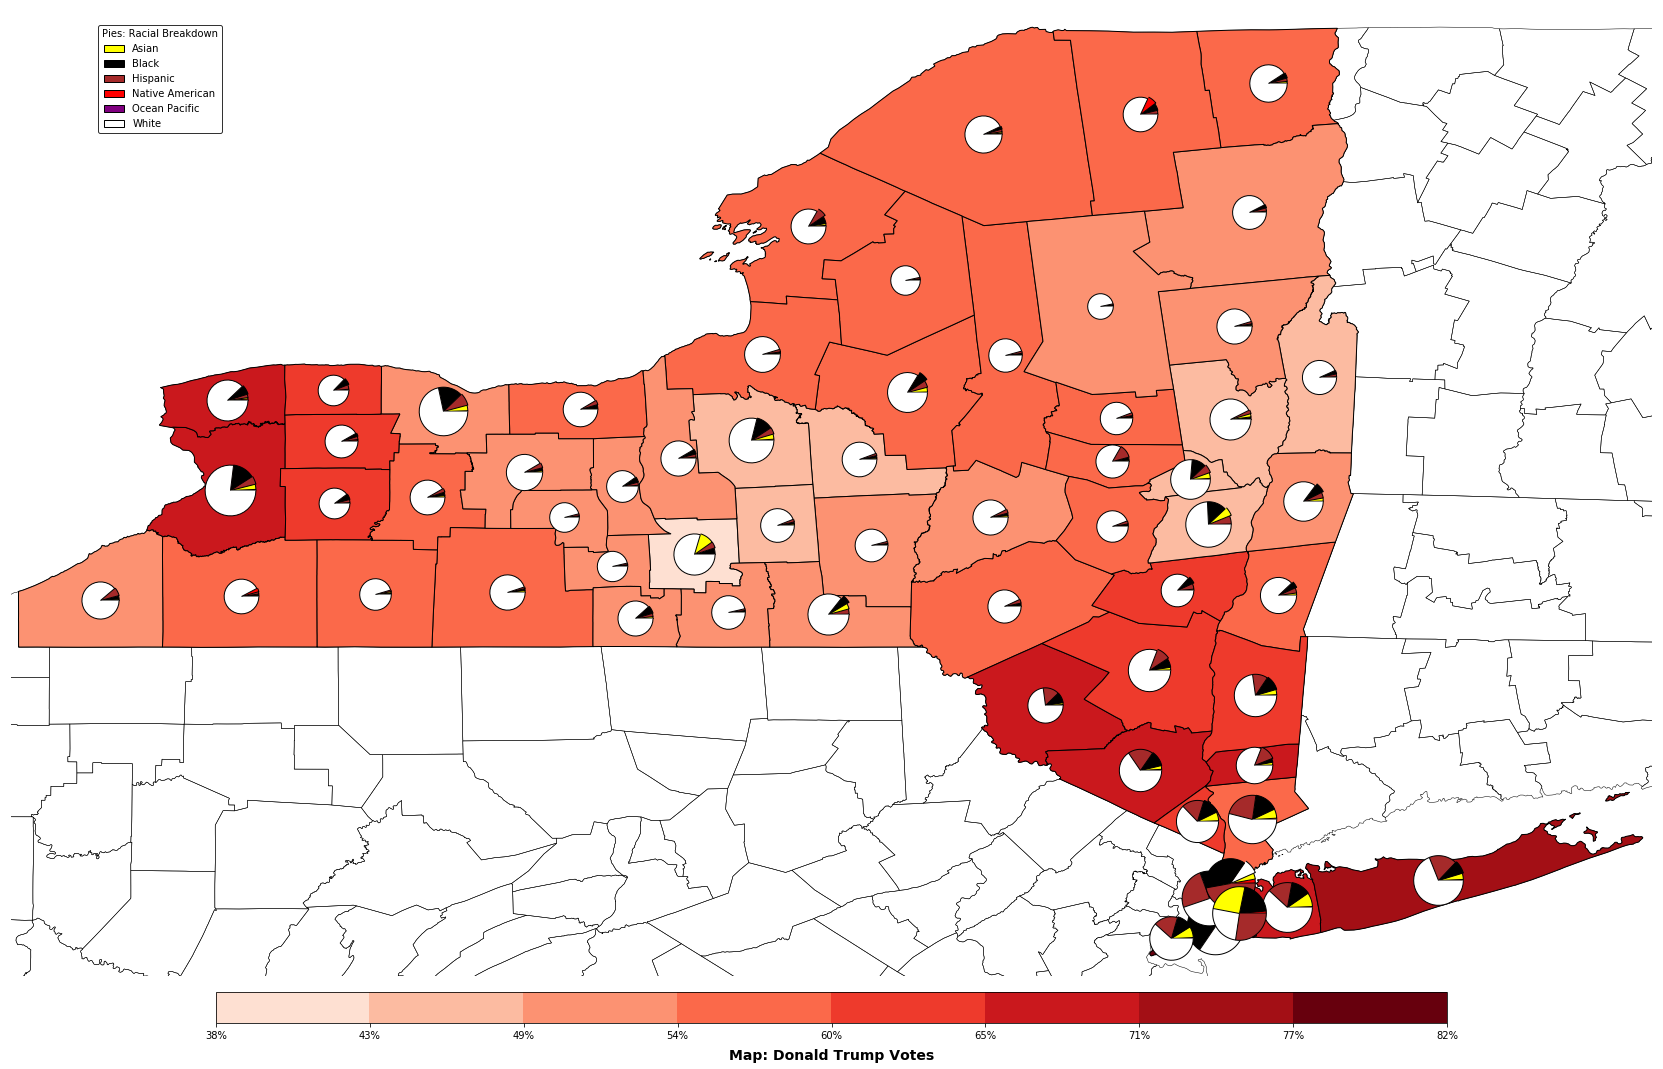 Pies: Racial Breakdown
Asian
Black
Hispanic
Native American
Ocean Pacific
White
38% 43% 49% 54% 60% 65% 71% 77% 82%
Map: Donald Trump Votes